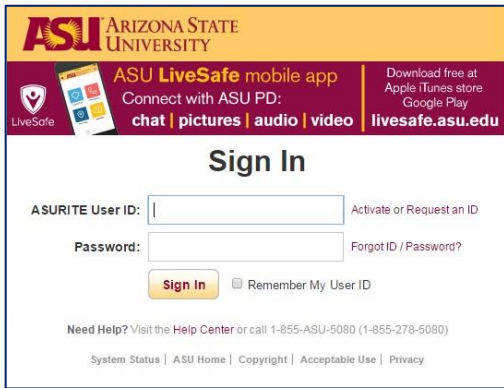 ASU ARIZONA STATE
UNIVERSITY
LiveSafe
ASU LiveSafe mobile app
Connect with ASU PD:
chat | pictures | audio | video
Download free at
Apple iTunes store
Google Play
livesafe.asu.edu
Sign In
ASURITE User ID:
Activate or Request an ID
Password:
Forgot ID / Password?
Sign In
Remember My User ID
Need Help? Visit the Help Center or call 1-855-ASU-5080 (1-855-278-5080)
System Status | ASU Home | Copyright | Acceptable Use | Privacy